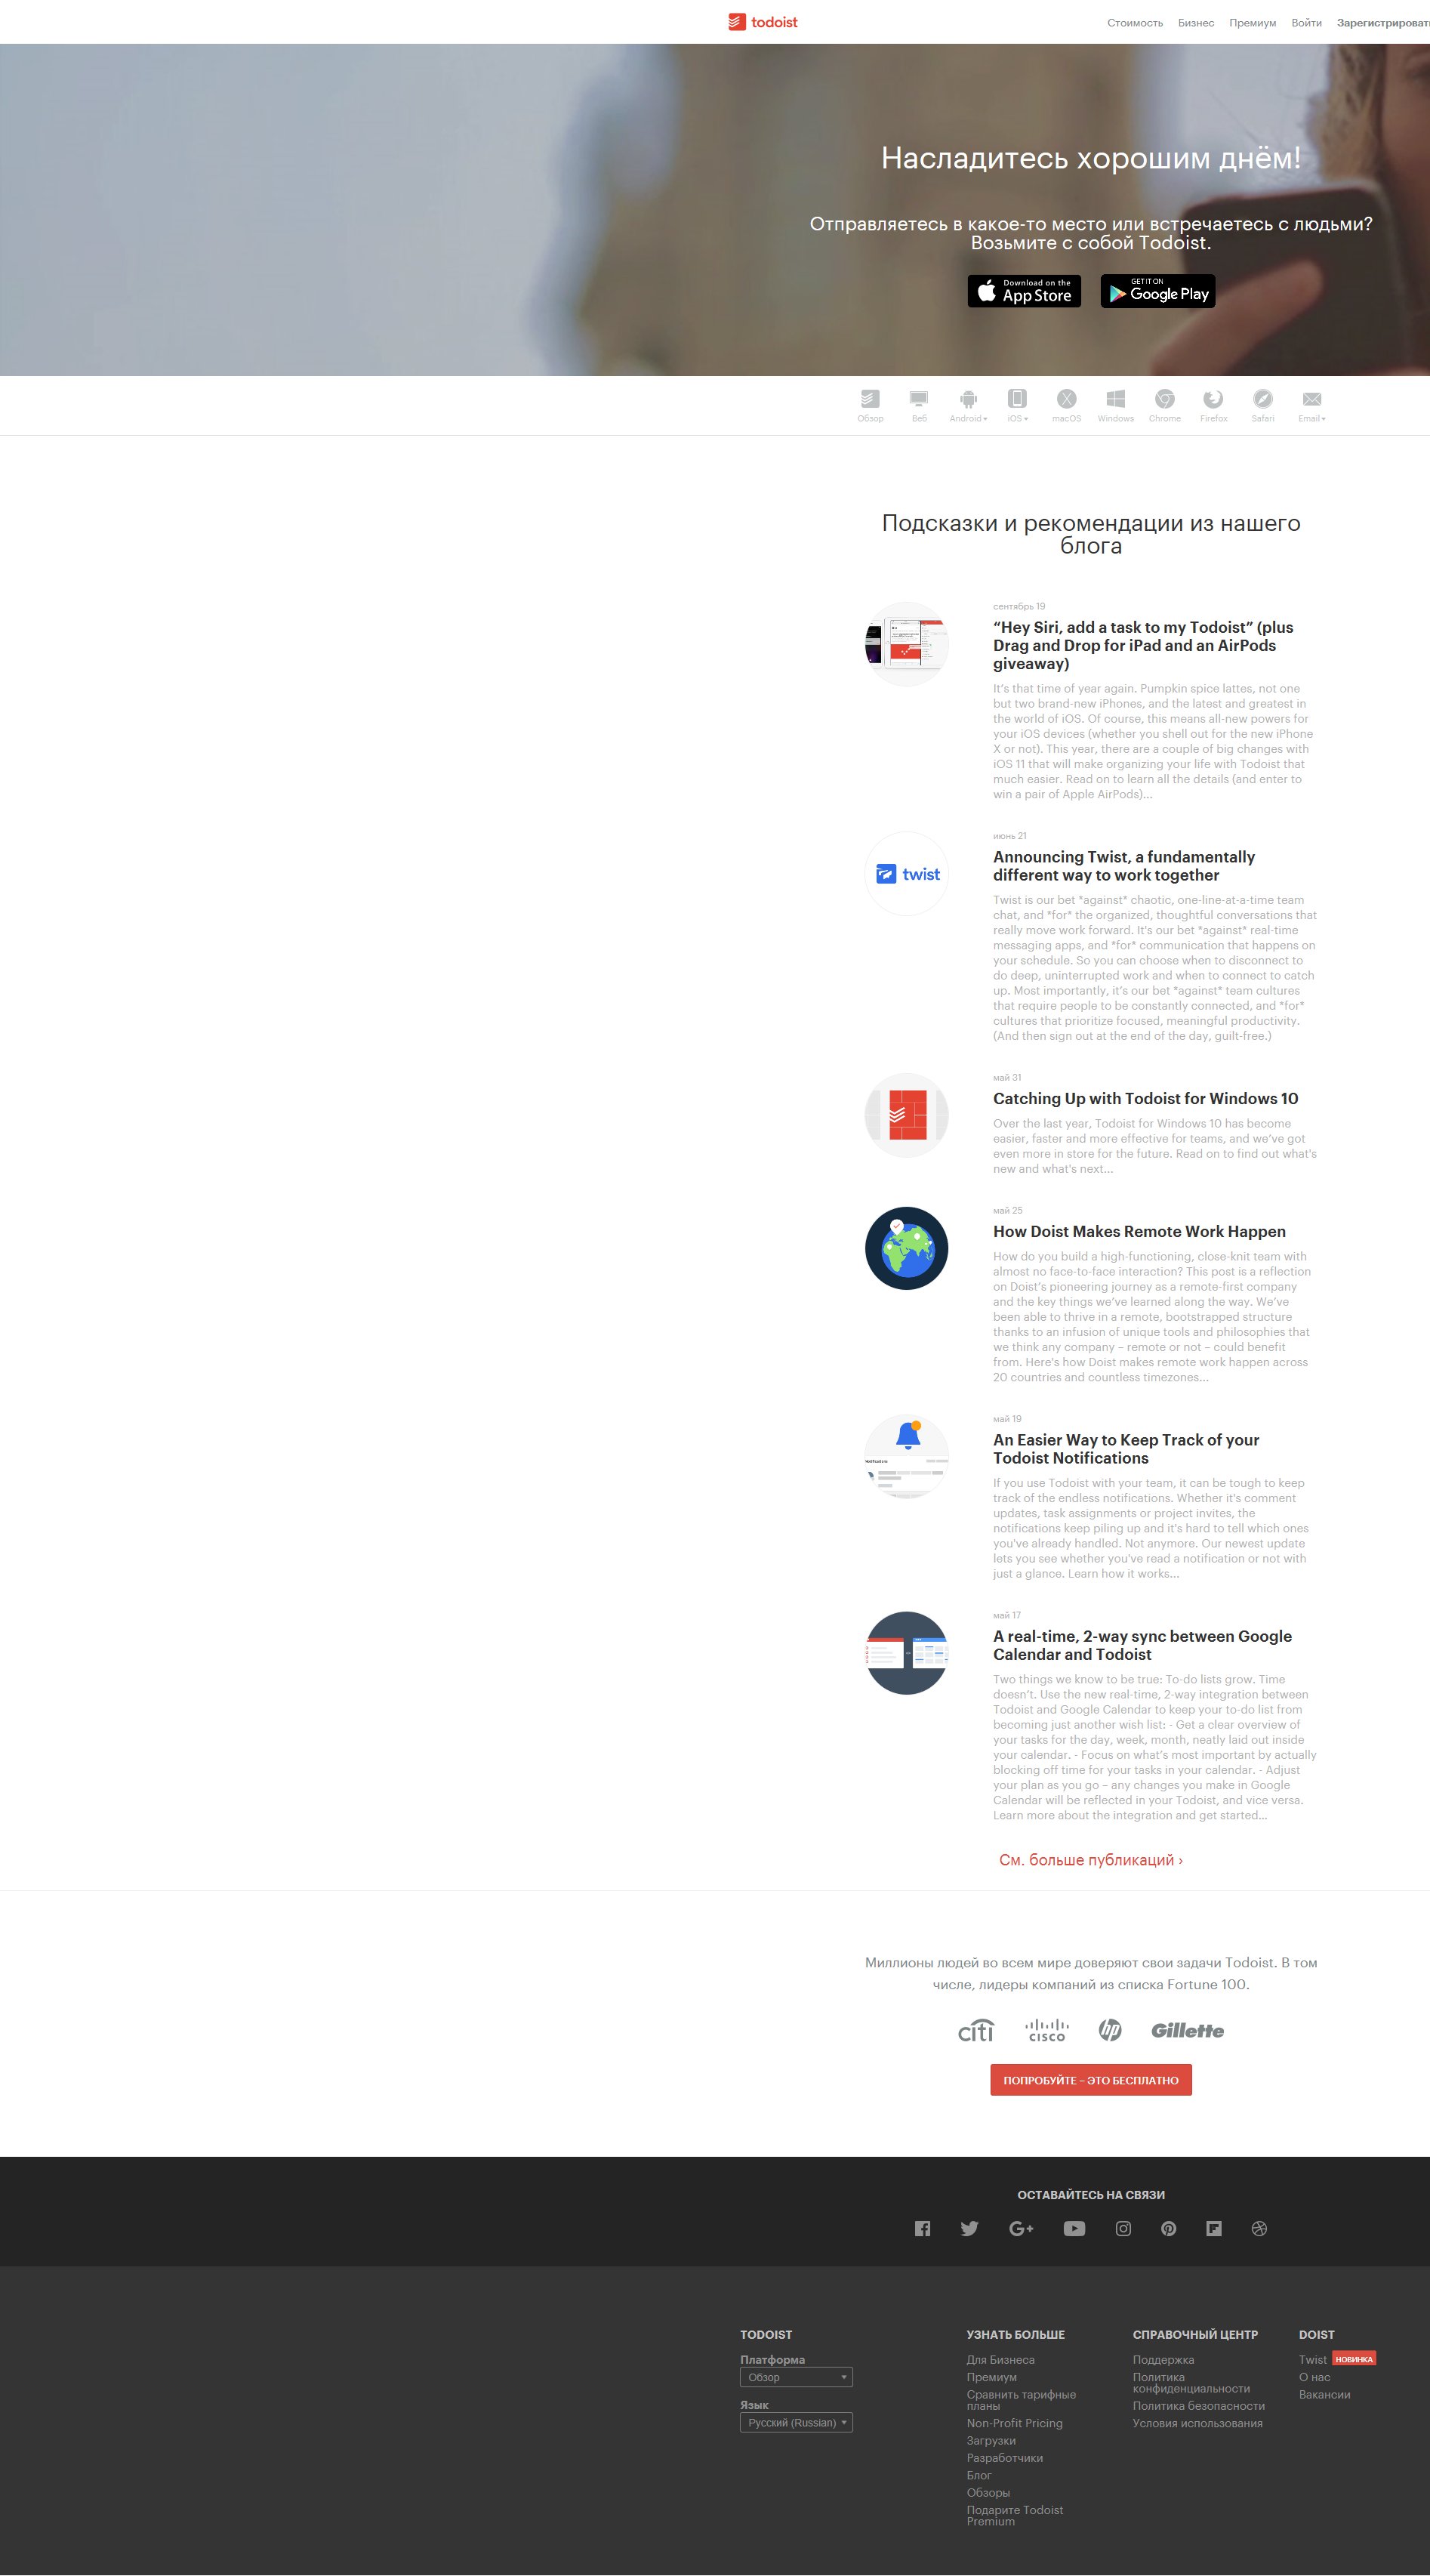 todoist
Стоимость Бизнес Премиум Войти Зарегистрироват
Насладитесь хорошим днём!
Отправляетесь в какое-то место или встречаетесь с людьми?
Возьмите с собой Todoist.
Download on the
App Store
GET IT ON
Google Play
Обзор Веб Android iOS macOS Windows Chrome Firefox Safari Email
Подсказки и рекомендации из нашего
блога
сентябрь 19
“Hey Siri, add a task to my Todoist” (plus
Drag and Drop for iPad and an AirPods
giveaway)
It’s that time of year again. Pumpkin spice lattes, not one
but two brand-new iPhones, and the latest and greatest in
the world of iOS. Of course, this means all-new powers for
your iOS devices (whether you shell out for the new iPhone
X or not). This year, there are a couple of big changes with
iOS 11 that will make organizing your life with Todoist that
much easier. Read on to learn all the details (and enter to
win a pair of Apple AirPods)...
июнь 21
twist
Announcing Twist, a fundamentally
different way to work together
Twist is our bet *against* chaotic, one-line-at-a-time team
chat, and *for* the organized, thoughtful conversations that
really move work forward. It's our bet *against* real-time
messaging apps, and *for* communication that happens on
your schedule. So you can choose when to disconnect to
do deep, uninterrupted work and when to connect to catch
up. Most importantly, it’s our bet *against* team cultures
that require people to be constantly connected, and *for*
cultures that prioritize focused, meaningful productivity.
(And then sign out at the end of the day, guilt-free.)
май 31
Catching Up with Todoist for Windows 10
Over the last year, Todoist for Windows 10 has become
easier, faster and more effective for teams, and we’ve got
even more in store for the future. Read on to find out what's
new and what's next...
май 25
How Doist Makes Remote Work Happen
How do you build a high-functioning, close-knit team with
almost no face-to-face interaction? This post is a reflection
on Doist’s pioneering journey as a remote-first company
and the key things we’ve learned along the way. We’ve
been able to thrive in a remote, bootstrapped structure
thanks to an infusion of unique tools and philosophies that
we think any company – remote or not – could benefit
from. Here's how Doist makes remote work happen across
20 countries and countless timezones...
май 19
An Easier Way to Keep Track of your
Todoist Notifications
Notifications
If you use Todoist with your team, it can be tough to keep
track of the endless notifications. Whether it's comment
updates, task assignments or project invites, the
notifications keep piling up and it's hard to tell which ones
you've already handled. Not anymore. Our newest update
lets you see whether you've read a notification or not with
just a glance. Learn how it works...
май 17
A real-time, 2-way sync between Google
Calendar and Todoist
Two things we know to be true: To-do lists grow. Time
doesn’t. Use the new real-time, 2-way integration between
Todoist and Google Calendar to keep your to-do list from
becoming just another wish list: - Get a clear overview of
your tasks for the day, week, month, neatly laid out inside
your calendar. - Focus on what’s most important by actually
blocking off time for your tasks in your calendar. - Adjust
your plan as you go – any changes you make in Google
Calendar will be reflected in your Todoist, and vice versa.
Learn more about the integration and get started…
См. больше публикаций ›
Миллионы людей во всем мире доверяют свои задачи Todoist. В том
числе, лидеры компаний из списка Fortune 100.
citi cisco hp Gillette
ПОПРОБУЙТЕ – ЭТО БЕСПЛАТНО
ОСТАВАЙТЕСЬ НА СВЯЗИ
TODOIST
Платформа
Обзор
Язык
Русский (Russian)
УЗНАТЬ БОЛЬШЕ
Для Бизнеса
Премиум
Сравнить тарифные
планы
Non-Profit Pricing
Загрузки
Разработчики
Блог
Обзоры
Подарите Todoist
Premium
СПРАВОЧНЫЙ ЦЕНТР
Поддержка
Политика
конфиденциальности
Политика безопасности
Условия использования
DOIST
Twist НОВИНКА
О нас
Вакансии